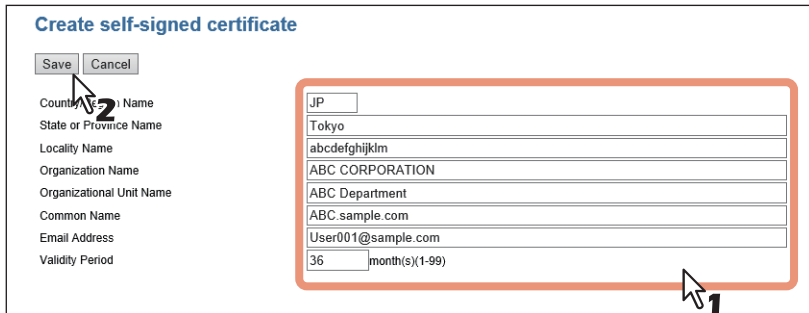 Create self-signed certificate
Save Cancel
2
Country/ Name JP
State or Province Name Tokyo
Locality Name abcdefghijklm
Organization Name ABC CORPORATION
Organizational Unit Name ABC Department
Common Name ABC.sample.com
Email Address User001@sample.com
Validity Period 36 month(s)(1-99)
1